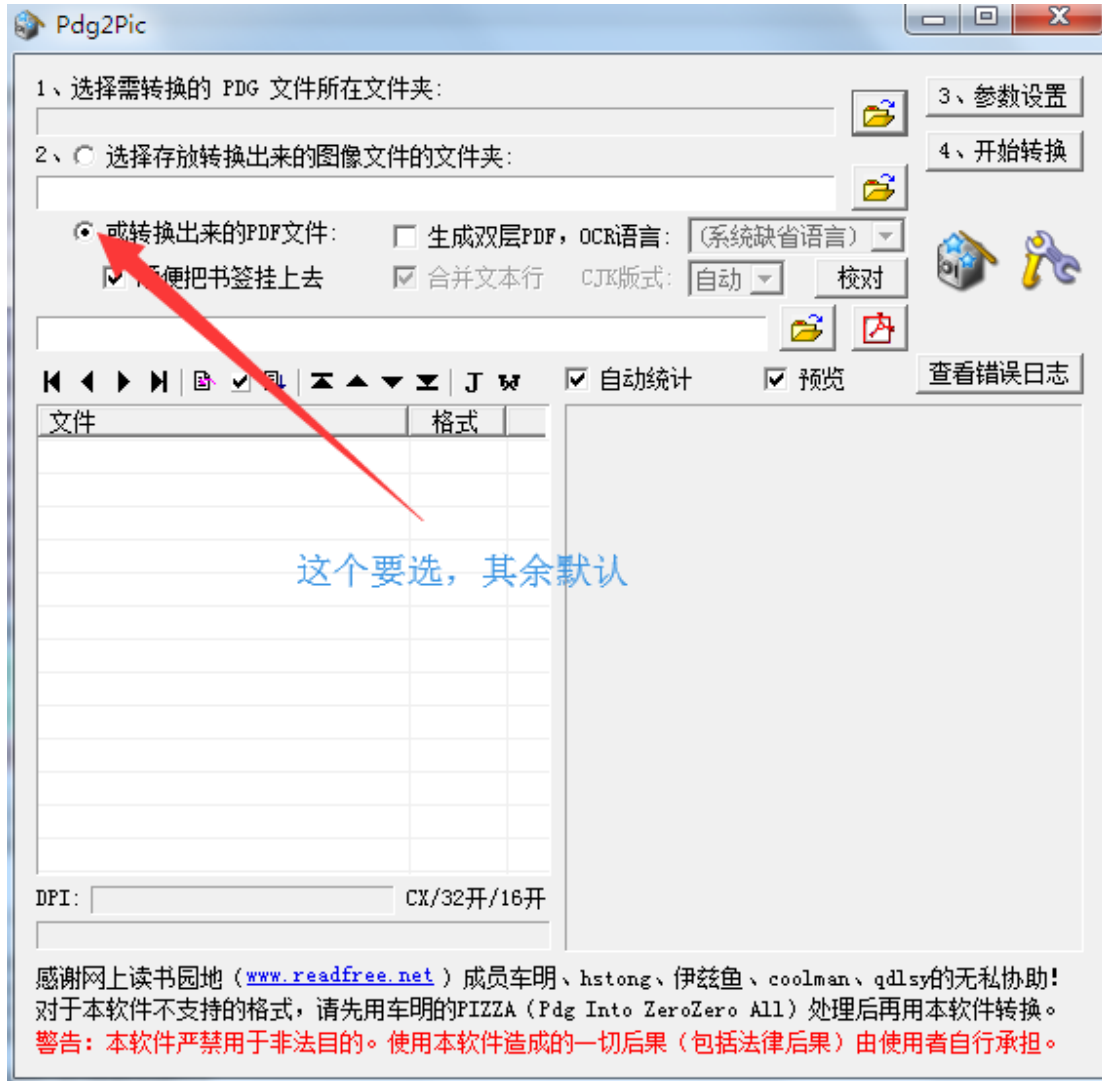 Pdg2Pic
1、选择需转换的 PDG 文件所在文件夹:
3、参数设置
2、 选择存放转换出来的图像文件的文件夹:
4、开始转换
或转换出来的PDF文件: 生成双层PDF，OCR语言: (系统缺省语言)
便把书签挂上去 合并文本行 CJK版式: 自动 校对
J
自动统计 预览 查看错误日志
文件 格式
这个要选，其余默认
DPI: CX/32开/16开
感谢网上读书园地（www.readfree.net ）成员车明、hstong、伊兹鱼、coolman、qdlsy的无私协助!
对于本软件不支持的格式，请先用车明的PIZZA（Pdg Into ZeroZero All）处理后再用本软件转换。
警告：本软件严禁用于非法目的。使用本软件造成的一切后果（包括法律后果）由使用者自行承担。